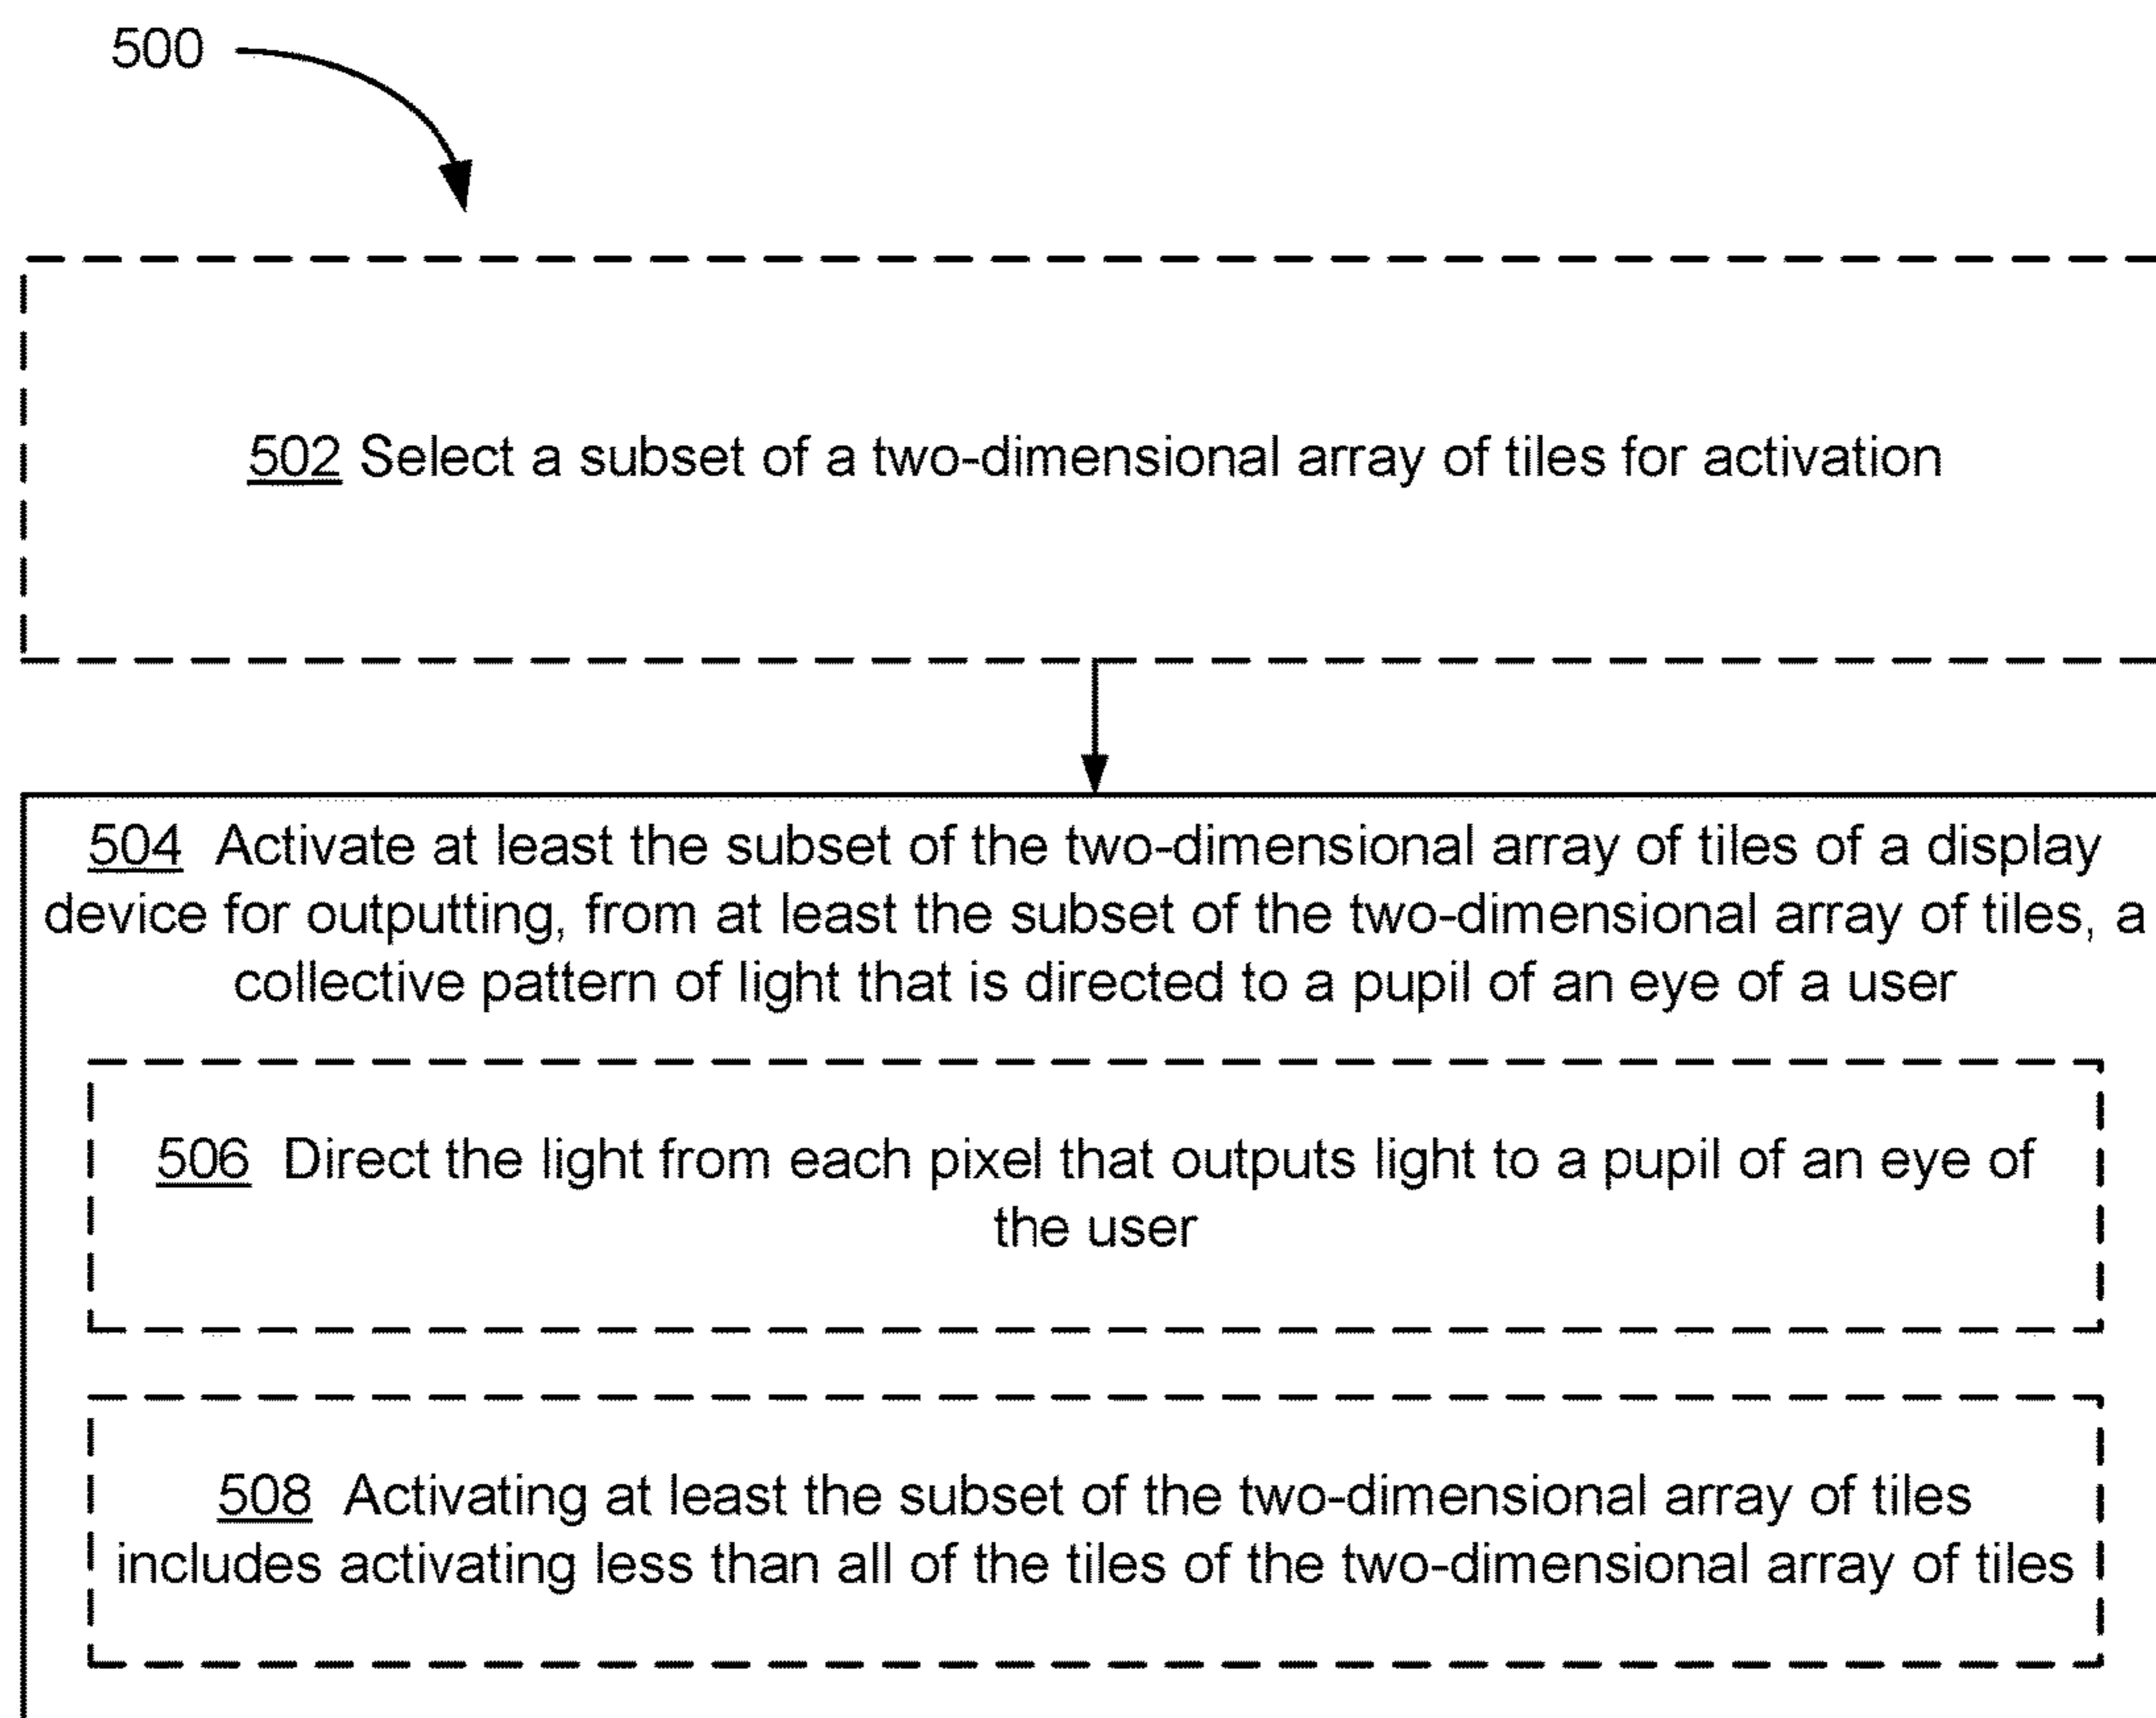 500
502 Select a subset of a two-dimensional array of tiles for activation
504 Activate at least the subset of the two-dimensional array of tiles of a display
device for outputting, from at least the subset of the two-dimensional array of tiles, a
collective pattern of light that is directed to a pupil of an eye of a user
506 Direct the light from each pixel that outputs light to a pupil of an eye of
the user
508 Activating at least the subset of the two-dimensional array of tiles
includes activating less than all of the tiles of the two-dimensional array of tiles